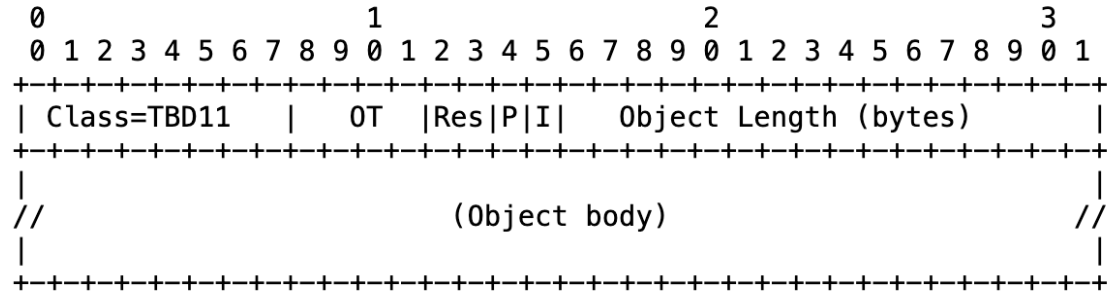 0                   1                   2                   3
 0 1 2 3 4 5 6 7 8 9 0 1 2 3 4 5 6 7 8 9 0 1 2 3 4 5 6 7 8 9 0 1
+-+-+-+-+-+-+-+-+-+-+-+-+-+-+-+-+-+-+-+-+-+-+-+-+-+-+-+-+-+-+-+-+
| Class=TBD11   |   OT  |Res|P|I|   Object Length (bytes)       |
+-+-+-+-+-+-+-+-+-+-+-+-+-+-+-+-+-+-+-+-+-+-+-+-+-+-+-+-+-+-+-+-+
|                                                               |
//                        (Object body)                        //
|                                                               |
+-+-+-+-+-+-+-+-+-+-+-+-+-+-+-+-+-+-+-+-+-+-+-+-+-+-+-+-+-+-+-+-+